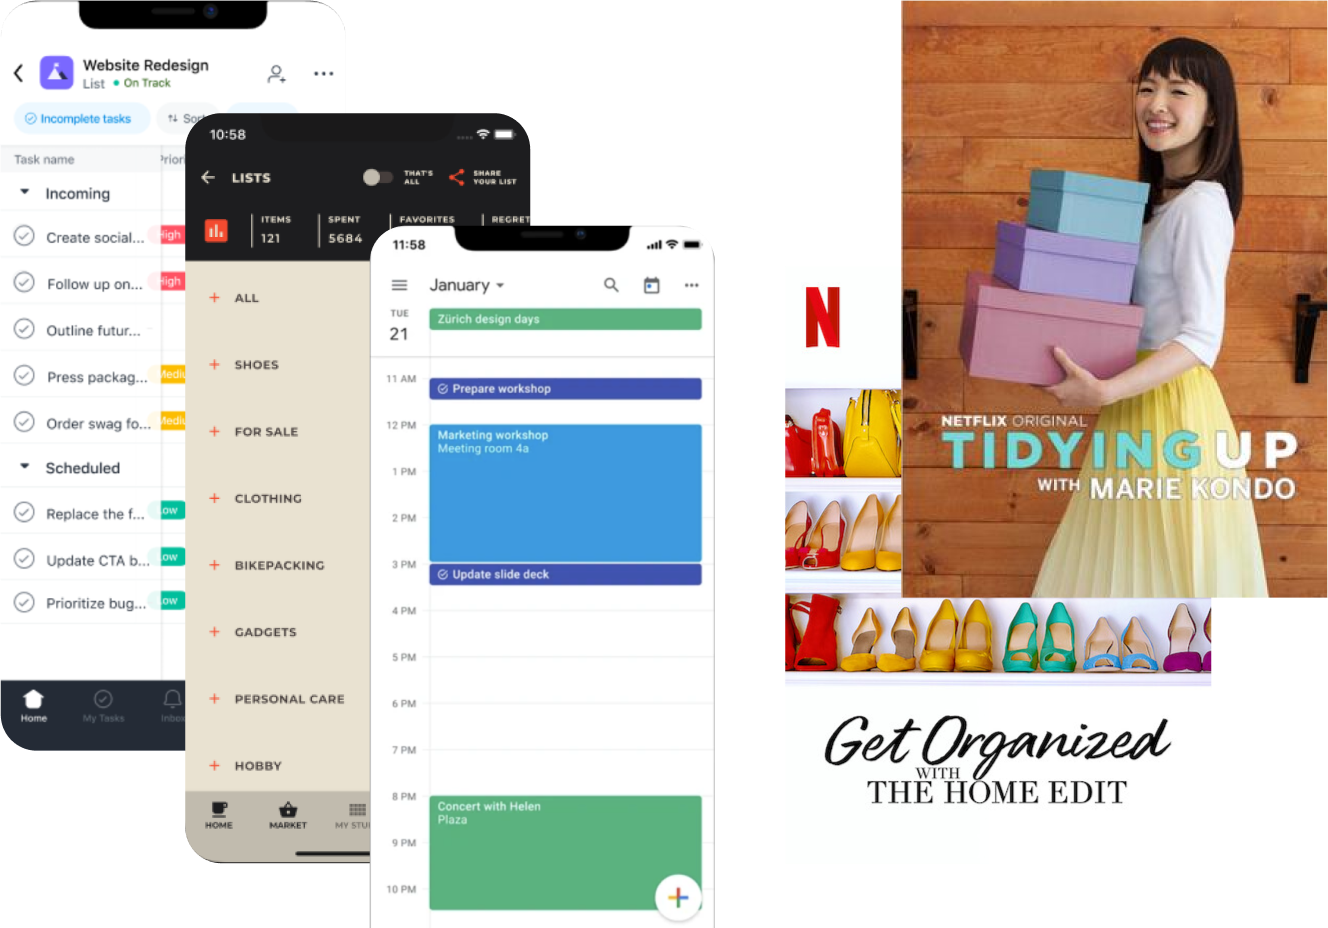 Website Redesign
List • On Track
Incomplete tasks
Sort
Task name
Incoming
Create social... High
Follow up on... High
Outline futur...
Press packag...
Order swag fo...
Scheduled
Replace the f...
Update CTA b...
Prioritize bug...
Home
My Tasks
10:58
LISTS
THAT'S
ALL
SHARE
YOUR LIST
ITEMS
121
SPENT
5684
FAVORITES
REGRET
+ ALL
+ SHOES
+ FOR SALE
+ CLOTHING
+ BIKEPACKING
+ GADGETS
+ PERSONAL CARE
+ HOBBY
HOME
MARKET
11:58
January
TUE
21
Zürich design days
11 AM
Prepare workshop
12 PM
Marketing workshop
Meeting room 4a
1 PM
2 PM
3 PM
Update slide deck
4 PM
5 PM
6 PM
7 PM
8 PM
Concert with Helen
Plaza
9 PM
10 PM
N
NETFLIX ORIGINAL
TIDYING UP
WITH MARIE KONDO
Get Organized
WITH
THE HOME EDIT